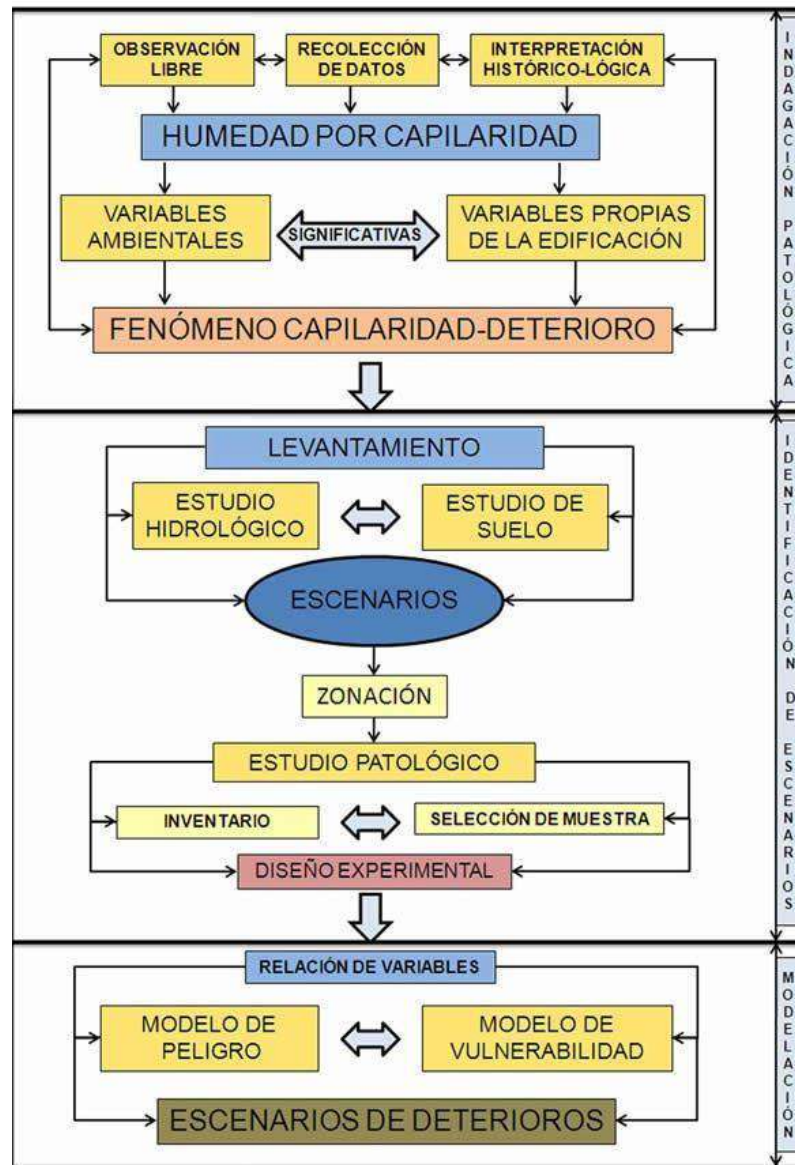 OBSERVACIÓN
LIBRE
RECOLECCIÓN
DE DATOS
INTERPRETACIÓN
HISTÓRICO-LÓGICA
HUMEDAD POR CAPILARIDAD
VARIABLES
AMBIENTALES
SIGNIFICATIVAS
VARIABLES PROPIAS
DE LA EDIFICACIÓN
FENÓMENO CAPILARIDAD-DETERIORO
INDAGACIÓN PATOLÓGICA
LEVANTAMIENTO
ESTUDIO
HIDROLÓGICO
ESTUDIO DE
SUELO
ESCENARIOS
ZONACIÓN
ESTUDIO PATOLÓGICO
INVENTARIO
SELECCIÓN DE MUESTRA
DISEÑO EXPERIMENTAL
IDENTIFICACIÓN DE ESCENARIOS
RELACIÓN DE VARIABLES
MODELO DE
PELIGRO
MODELO DE
VULNERABILIDAD
ESCENARIOS DE DETERIOROS
MODELACIÓN